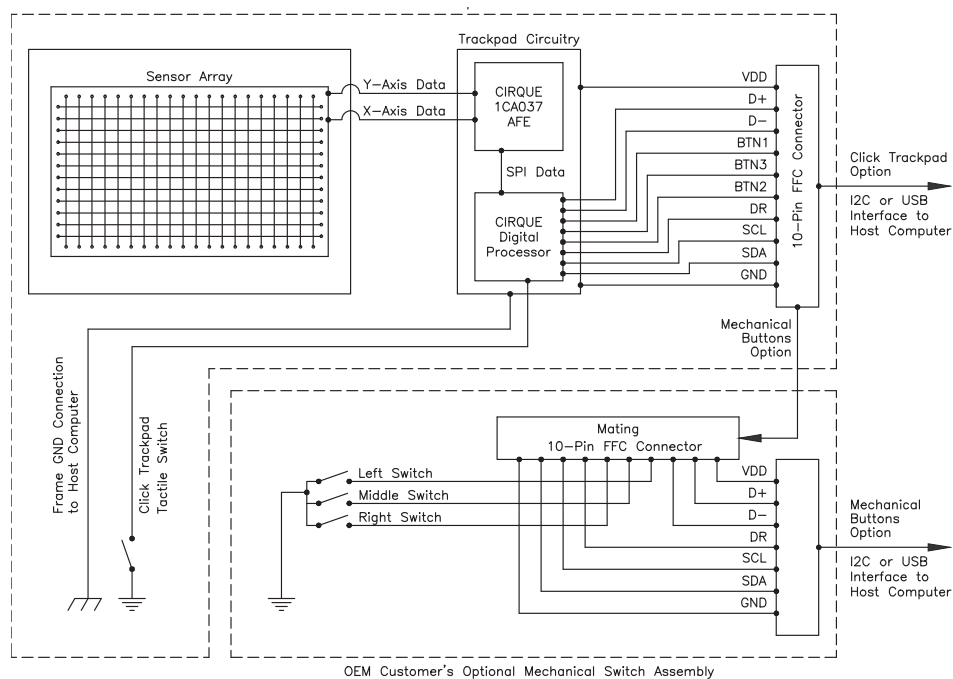 Trackpad Circuitry
Sensor Array
Y-Axis Data
X-Axis Data
CIRQUE
1CA037
AFE
SPI Data
CIRQUE
Digital
Processor
VDD
D+
D-
BTN1
BTN3
BTN2
DR
SCL
SDA
GND
10-Pin FFC Connector
Click Trackpad
Option
I2C or USB
Interface to
Host Computer
Mechanical
Buttons
Option
Frame GND Connection
to Host Computer
Click Trackpad
Tactile Switch
Mating
10-Pin FFC Connector
Left Switch
Middle Switch
Right Switch
VDD
D+
D-
DR
SCL
SDA
GND
Mechanical
Buttons
Option
I2C or USB
Interface to
Host Computer
OEM Customer's Optional Mechanical Switch Assembly